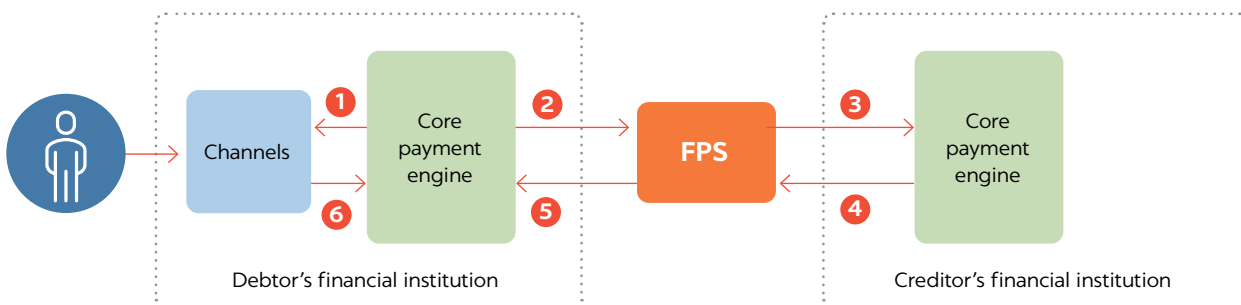 1
2
3
Channels
Core
payment
engine
FPS
Core
payment
engine
6
5
4
Debtor’s financial institution
Creditor’s financial institution